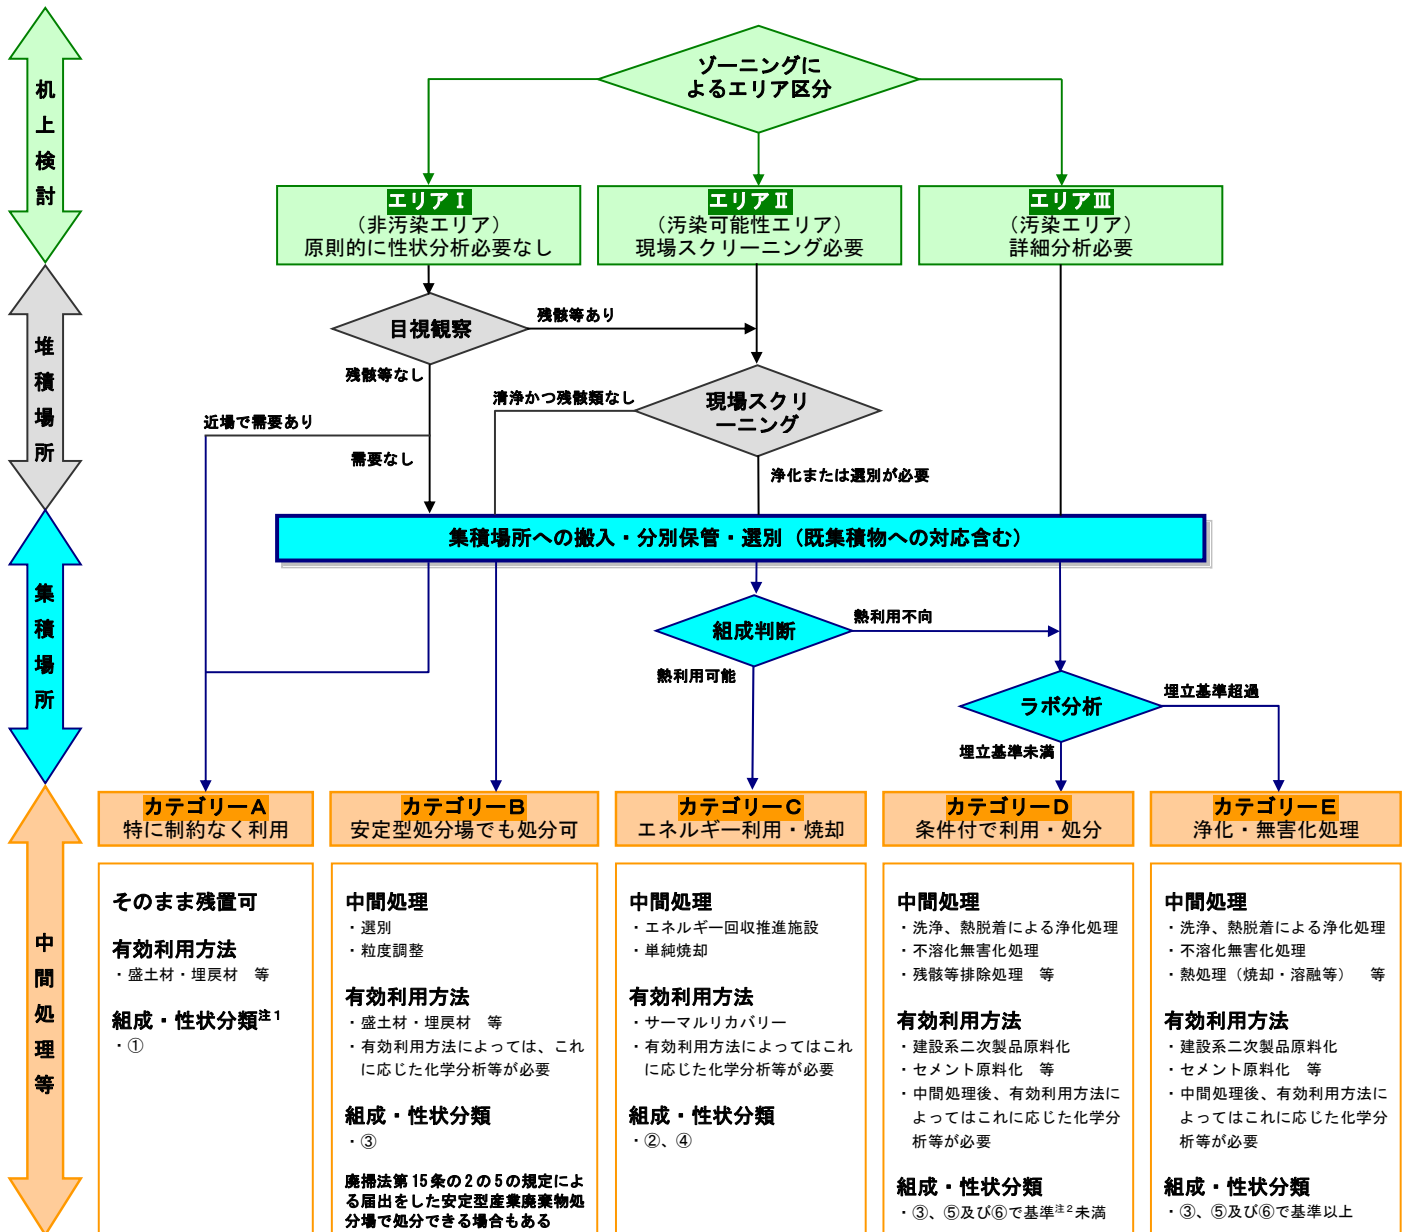 机上検討
ゾーニングに
よるエリア区分
エリアⅠ
（非汚染エリア）
原則的に性状分析必要なし
エリアⅡ
（汚染可能性エリア）
現場スクリーニング必要
エリアⅢ
（汚染エリア）
詳細分析必要
堆積場所
目視観察
残骸等あり
残骸等なし
現場スクリ
ーニング
清浄かつ残骸類なし
近場で需要あり
需要なし
浄化または選別が必要
集積場所
集積場所への搬入・分別保管・選別（既集積物への対応含む）
組成判断
熱利用不向
熱利用可能
ラボ分析
埋立基準超過
埋立基準未満
中間処理等
カテゴリーA
特に制約なく利用
そのまま残置可
有効利用方法
・盛土材・埋戻材　等
組成・性状分類注1
・①
カテゴリーB
安定型処分場でも処分可
中間処理
・選別
・粒度調整
有効利用方法
・盛土材・埋戻材　等
・有効利用方法によっては、これ
に応じた化学分析等が必要
組成・性状分類
・③
廃掃法第15条の2の5の規定によ
る届出をした安定型産業廃棄物処
分場で処分できる場合もある
カテゴリーC
エネルギー利用・焼却
中間処理
・エネルギー回収推進施設
・単純焼却
有効利用方法
・サーマルリカバリー
・有効利用方法によってはこれ
に応じた化学分析等が必要
組成・性状分類
・②、④
カテゴリーD
条件付で利用・処分
中間処理
・洗浄、熱脱着による浄化処理
・不溶化無害化処理
・残骸等排除処理　等
有効利用方法
・建設系二次製品原料化
・セメント原料化　等
・中間処理後、有効利用方法に
よってはこれに応じた化学分
析等が必要
組成・性状分類
・③、⑤及び⑥で基準注2未満
カテゴリーE
浄化・無害化処理
中間処理
・洗浄、熱脱着による浄化処理
・不溶化無害化処理
・熱処理（焼却・溶融等）　等
有効利用方法
・建設系二次製品原料化
・セメント原料化　等
・中間処理後、有効利用方法に
よってはこれに応じた化学分
析等が必要
組成・性状分類
・③、⑤及び⑥で基準以上